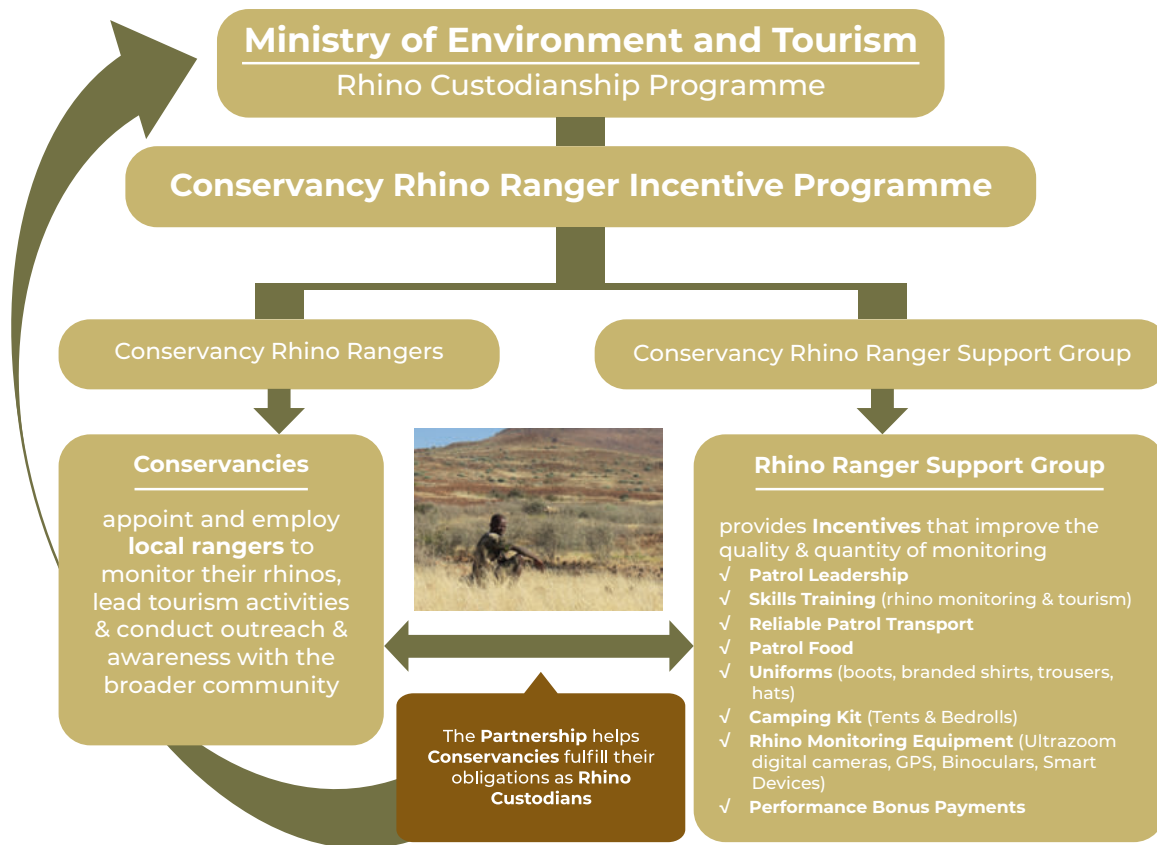 Ministry of Environment and Tourism
Rhino Custodianship Programme
Conservancy Rhino Ranger Incentive Programme
Conservancy Rhino Rangers
Conservancy Rhino Ranger Support Group
Conservancies
appoint and employ
local rangers to
monitor their rhinos,
lead tourism activities
& conduct outreach &
awareness with the
broader community
The Partnership helps
Conservancies fulfill their
obligations as Rhino
Custodians
Rhino Ranger Support Group
provides Incentives that improve the
quality & quantity of monitoring
√ Patrol Leadership
√ Skills Training (rhino monitoring & tourism)
√ Reliable Patrol Transport
√ Patrol Food
√ Uniforms (boots, branded shirts, trousers,
hats)
√ Camping Kit (Tents & Bedrolls)
√ Rhino Monitoring Equipment (Ultrazoom
digital cameras, GPS, Binoculars, Smart
Devices)
√ Performance Bonus Payments